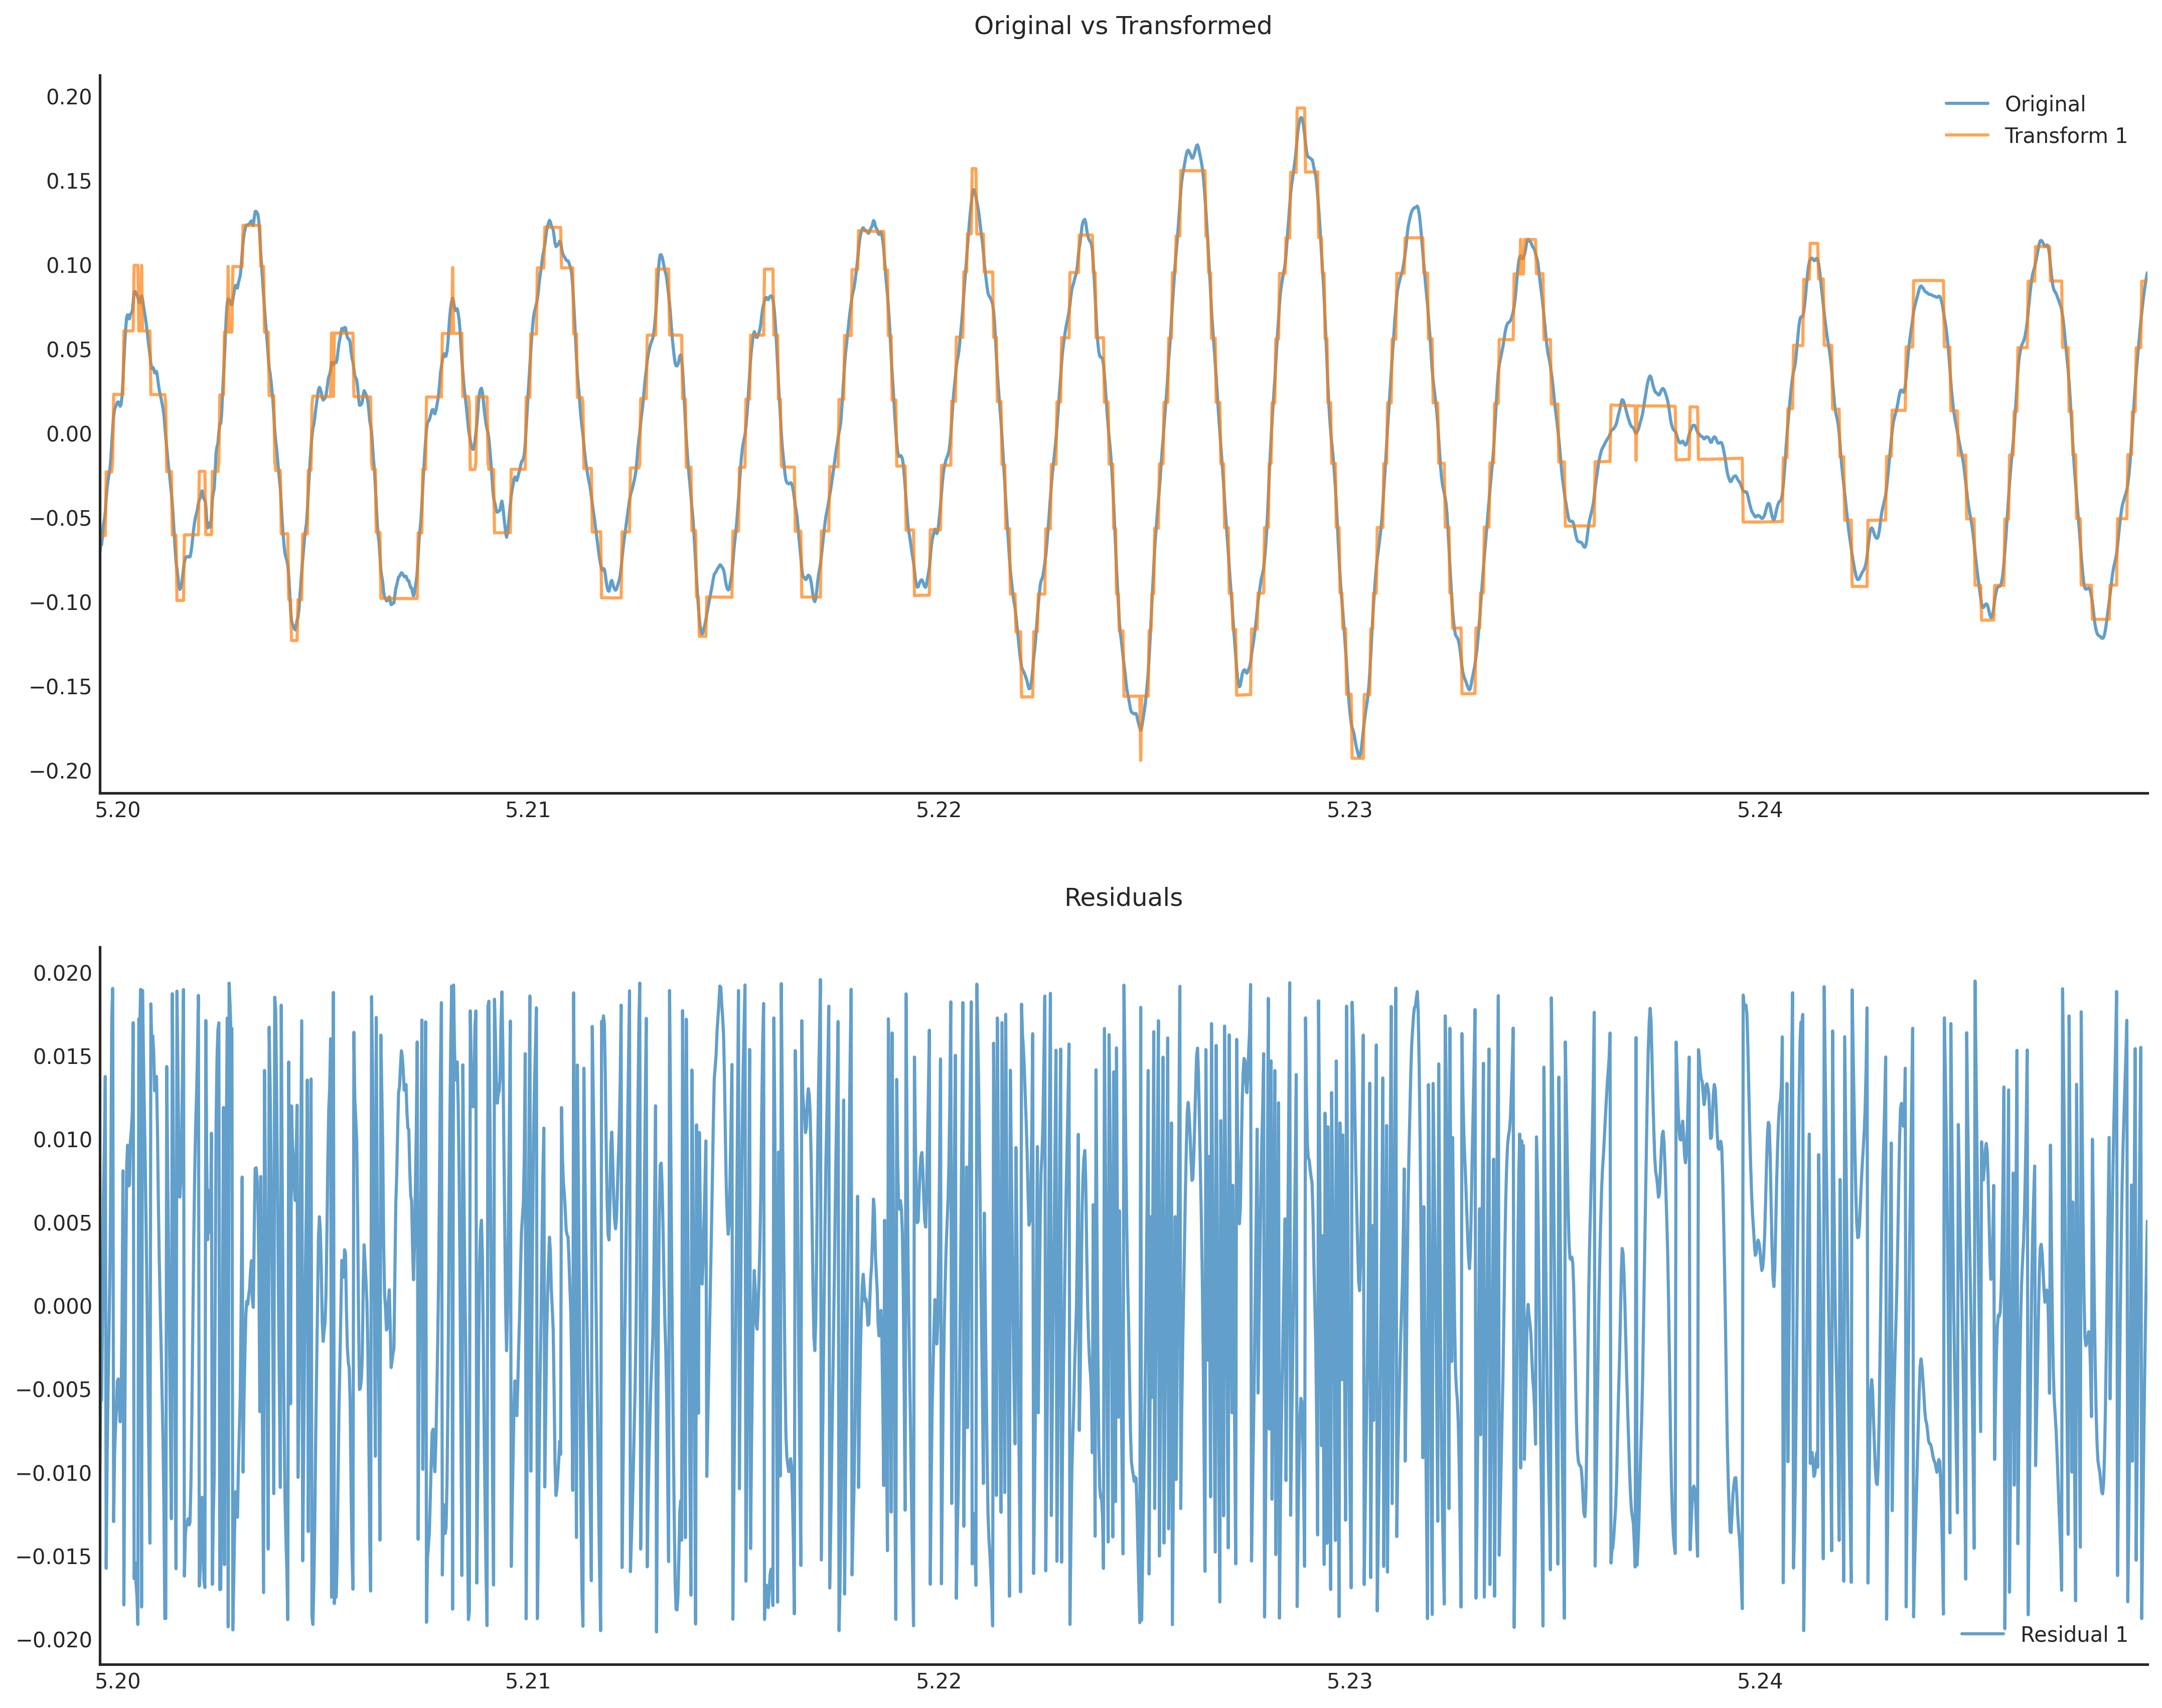 Original vs Transformed
0.20
0.15
0.10
0.05
0.00
−0.05
−0.10
−0.15
−0.20
Original
Transform 1
5.20 5.21 5.22 5.23 5.24
Residuals
0.020
0.015
0.010
0.005
0.000
−0.005
−0.010
−0.015
−0.020
Residual 1
5.20 5.21 5.22 5.23 5.24